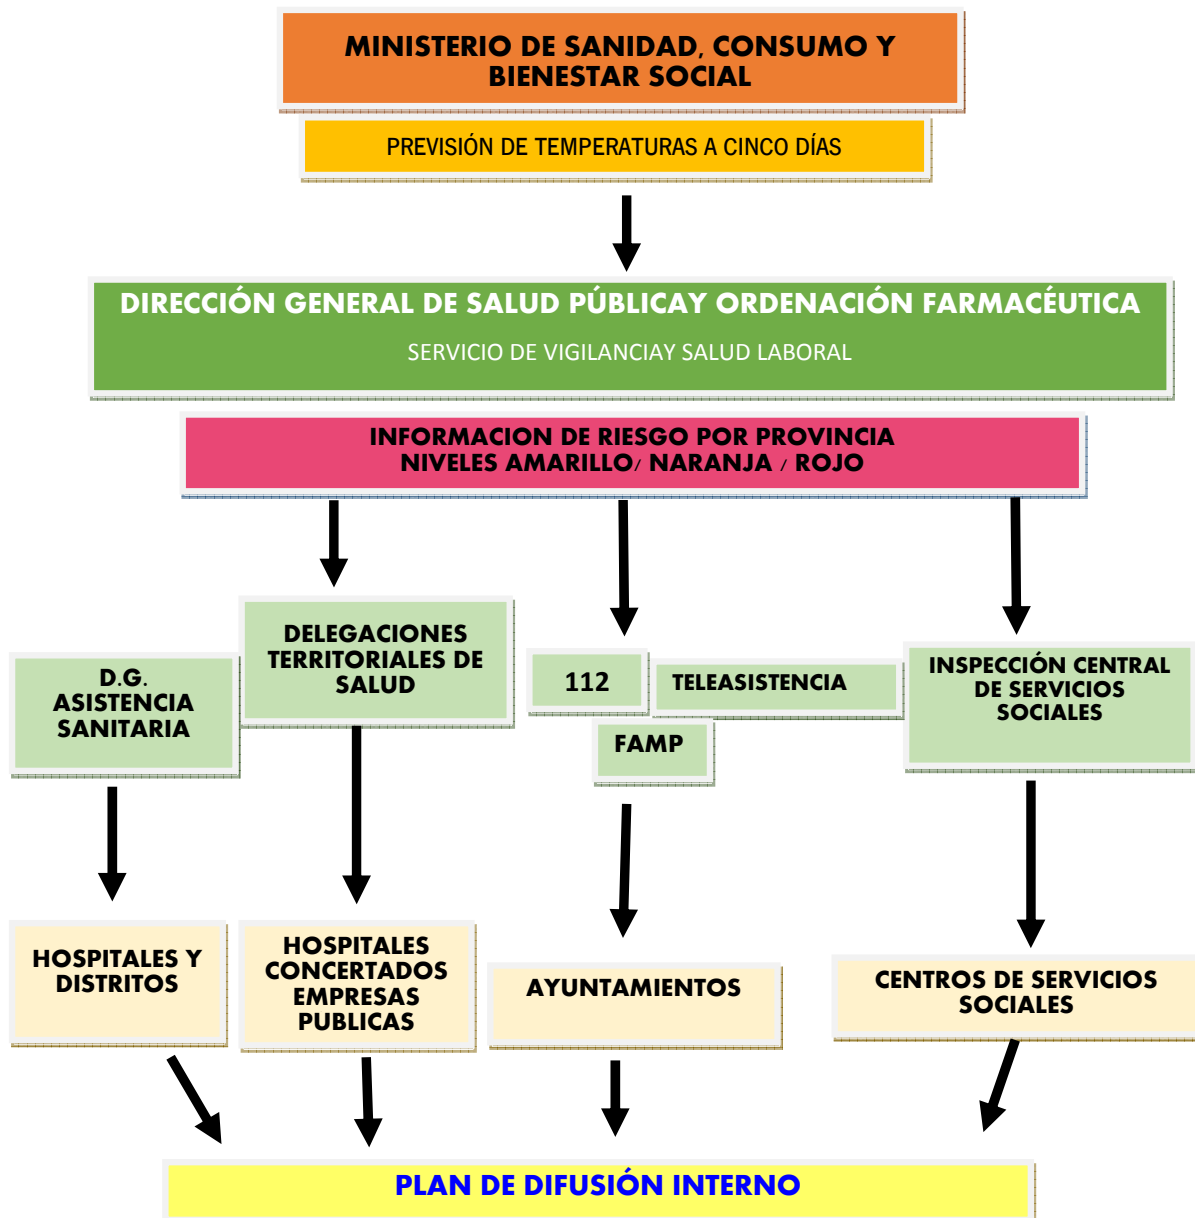 MINISTERIO DE SANIDAD, CONSUMO Y
BIENESTAR SOCIAL
PREVISIÓN DE TEMPERATURAS A CINCO DÍAS
DIRECCIÓN GENERAL DE SALUD PÚBLICAY ORDENACIÓN FARMACÉUTICA
SERVICIO DE VIGILANCIAY SALUD LABORAL
INFORMACION DE RIESGO POR PROVINCIA
NIVELES AMARILLO/ NARANJA / ROJO
D.G.
ASISTENCIA
SANITARIA
DELEGACIONES
TERRITORIALES DE
SALUD
112
TELEASISTENCIA
FAMP
INSPECCIÓN CENTRAL
DE SERVICIOS
SOCIALES
HOSPITALES Y
DISTRITOS
HOSPITALES
CONCERTADOS
EMPRESAS
PUBLICAS
AYUNTAMIENTOS
CENTROS DE SERVICIOS
SOCIALES
PLAN DE DIFUSIÓN INTERNO